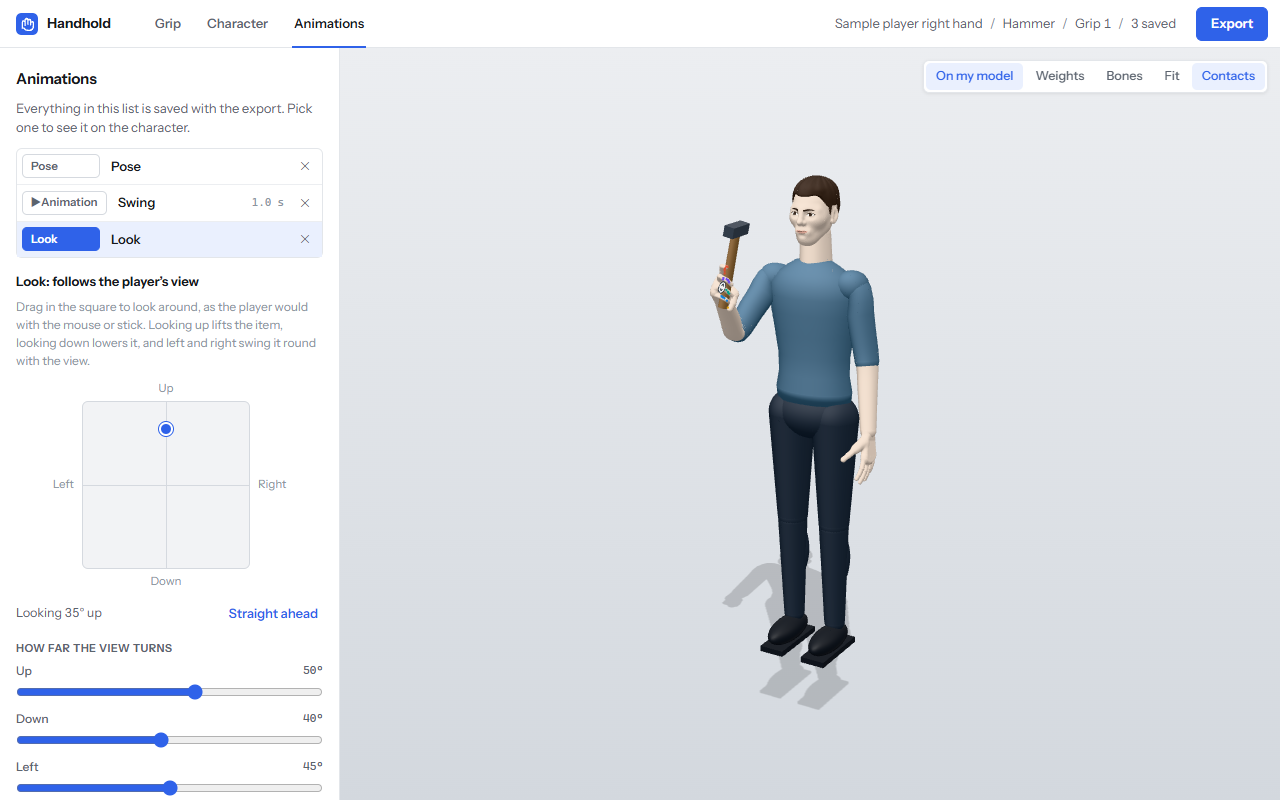 Handhold
Grip
Character
Animations
Sample player right hand / Hammer / Grip 1 / 3 saved
Export
On my model
Weights
Bones
Fit
Contacts
Animations
Everything in this list is saved with the export. Pick
one to see it on the character.
Pose Pose
Animation Swing 1.0 s
Look Look
Look: follows the player's view
Drag in the square to look around, as the player would
with the mouse or stick. Looking up lifts the item,
looking down lowers it, and left and right swing it round
with the view.
Up
Left
Right
Down
Looking 35° up
Straight ahead
HOW FAR THE VIEW TURNS
Up 50°
Down 40°
Left 45°